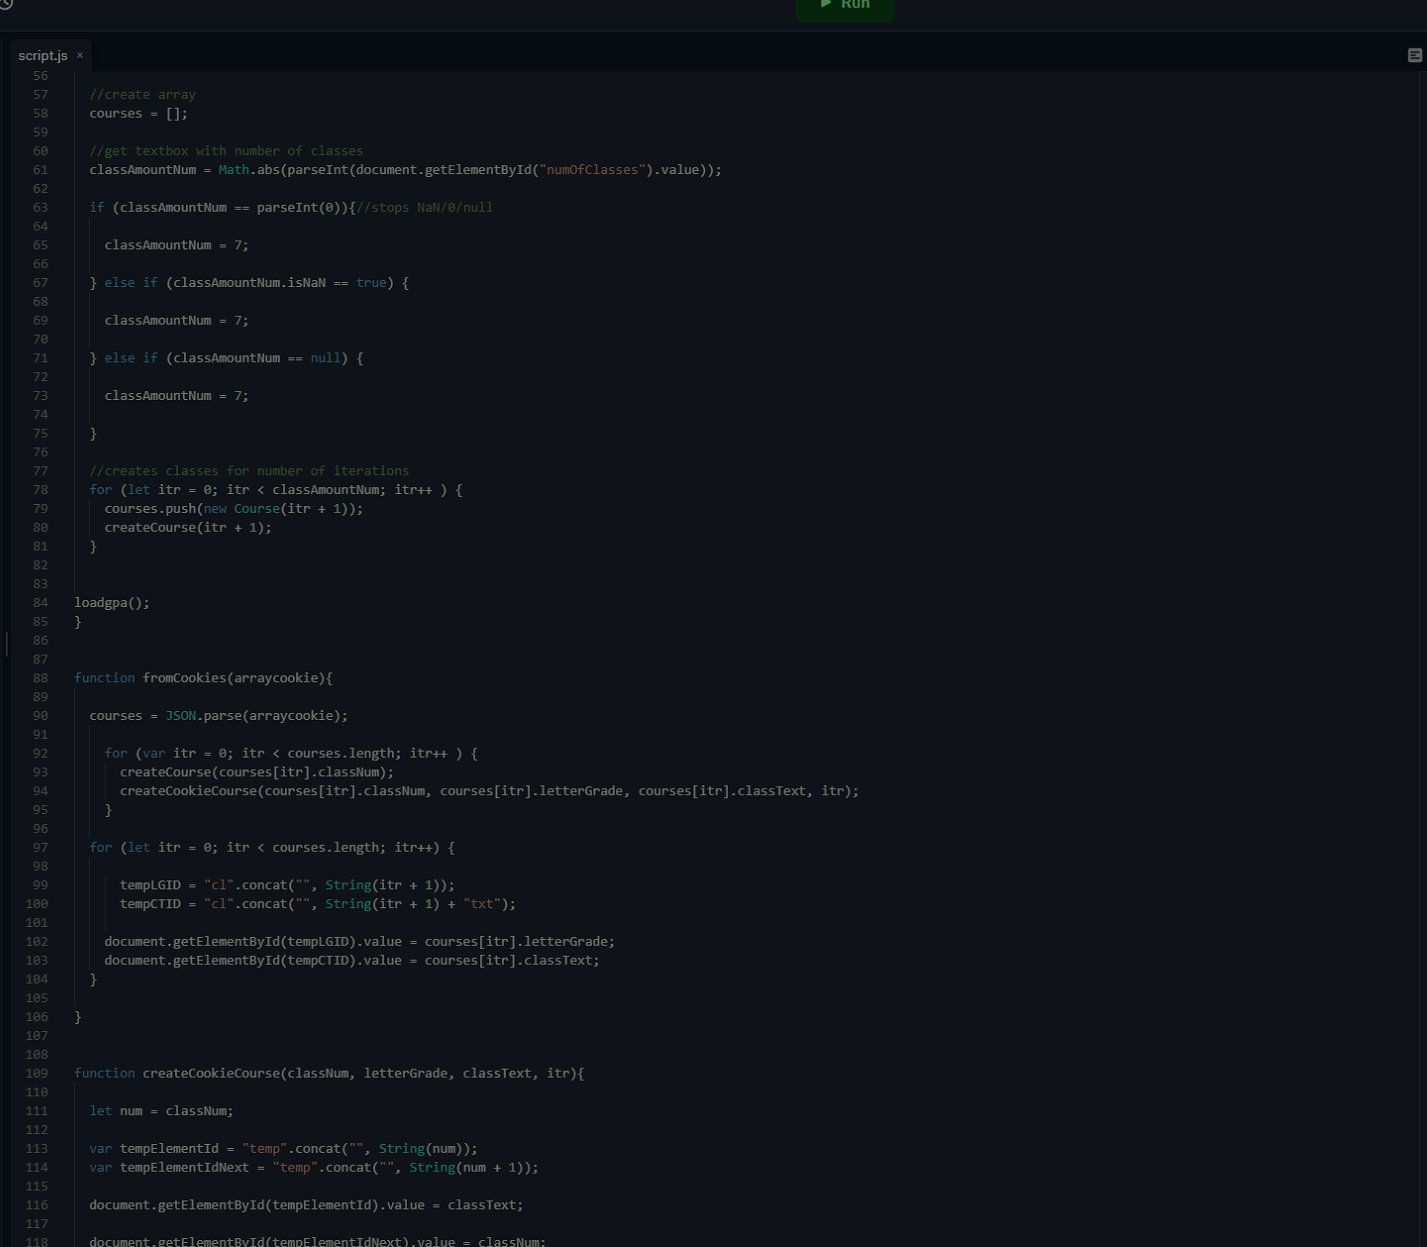 Run
script.js ×
56
57 //create array
58 courses = [];
59
60 //get textbox with number of classes
61 classAmountNum = Math.abs(parseInt(document.getElementById("numOfClasses").value));
62
63 if (classAmountNum == parseInt(0)){//stops NaN/0/null
64
65 classAmountNum = 7;
66
67 } else if (classAmountNum.isNaN == true) {
68
69 classAmountNum = 7;
70
71 } else if (classAmountNum == null) {
72
73 classAmountNum = 7;
74
75 }
76
77 //creates classes for number of iterations
78 for (let itr = 0; itr < classAmountNum; itr++ ) {
79 courses.push(new Course(itr + 1));
80 createCourse(itr + 1);
81 }
82
83
84 loadgpa();
85 }
86
87
88 function fromCookies(arraycookie){
89
90 courses = JSON.parse(arraycookie);
91
92 for (var itr = 0; itr < courses.length; itr++ ) {
93 createCourse(courses[itr].classNum);
94 createCookieCourse(courses[itr].classNum, courses[itr].letterGrade, courses[itr].classText, itr);
95 }
96
97 for (let itr = 0; itr < courses.length; itr++) {
98
99 tempLGID = "cl".concat("", String(itr + 1));
100 tempCTID = "cl".concat("", String(itr + 1) + "txt");
101
102 document.getElementById(tempLGID).value = courses[itr].letterGrade;
103 document.getElementById(tempCTID).value = courses[itr].classText;
104 }
105
106 }
107
108
109 function createCookieCourse(classNum, letterGrade, classText, itr){
110
111 let num = classNum;
112
113 var tempElementId = "temp".concat("", String(num));
114 var tempElementIdNext = "temp".concat("", String(num + 1));
115
116 document.getElementById(tempElementId).value = classText;
117
118 document.getElementById(tempElementIdNext).value = classNum;